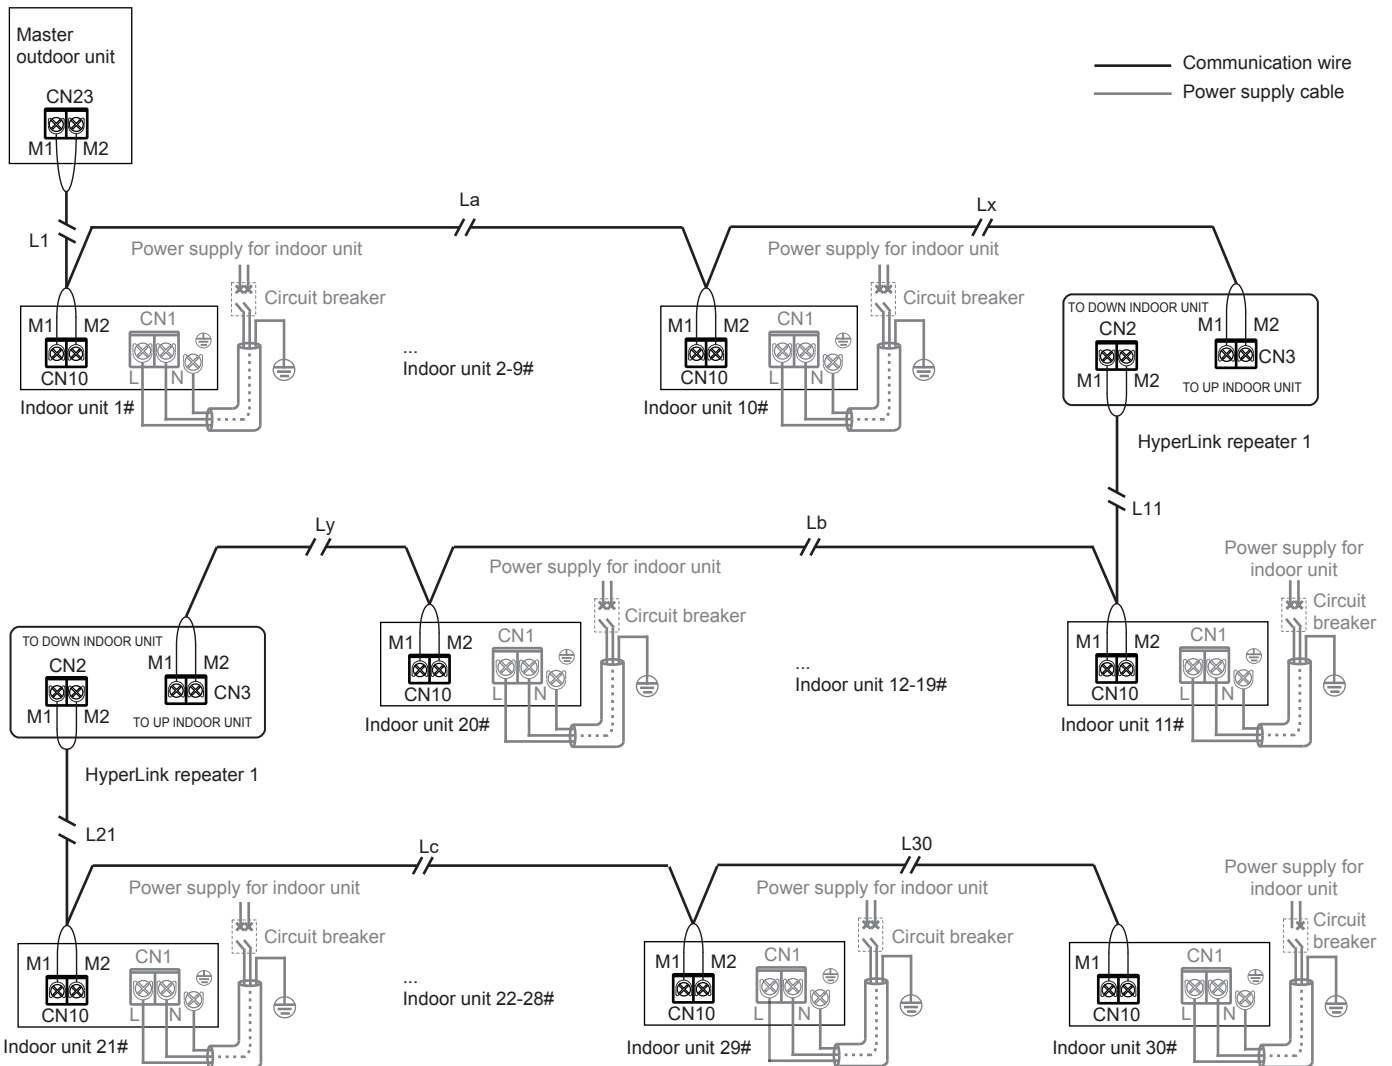 Master
outdoor unit
CN23
M1 M2
Communication wire
Power supply cable
L1
La
Lx
Power supply for indoor unit
Circuit breaker
M1 M2
CN1
CN10
L N
Indoor unit 1#
...
Indoor unit 2-9#
Power supply for indoor unit
Circuit breaker
M1 M2
CN1
CN10
L N
Indoor unit 10#
TO DOWN INDOOR UNIT
CN2
M1 M2
M1 M2
CN3
TO UP INDOOR UNIT
HyperLink repeater 1
L11
Ly
Lb
TO DOWN INDOOR UNIT
CN2
M1 M2
M1 M2
CN3
TO UP INDOOR UNIT
HyperLink repeater 1
Power supply for indoor unit
Circuit breaker
M1 M2
CN1
CN10
L N
Indoor unit 20#
...
Indoor unit 12-19#
Power supply for
indoor unit
Circuit
breaker
M1 M2
CN1
CN10
L N
Indoor unit 11#
L21
Lc
L30
Power supply for indoor unit
Circuit breaker
M1 M2
CN1
CN10
L N
Indoor unit 21#
...
Indoor unit 22-28#
Power supply for indoor unit
Circuit breaker
M1 M2
CN1
CN10
L N
Indoor unit 29#
Power supply for
indoor unit
Circuit
breaker
M1
CN1
CN10
L N
Indoor unit 30#